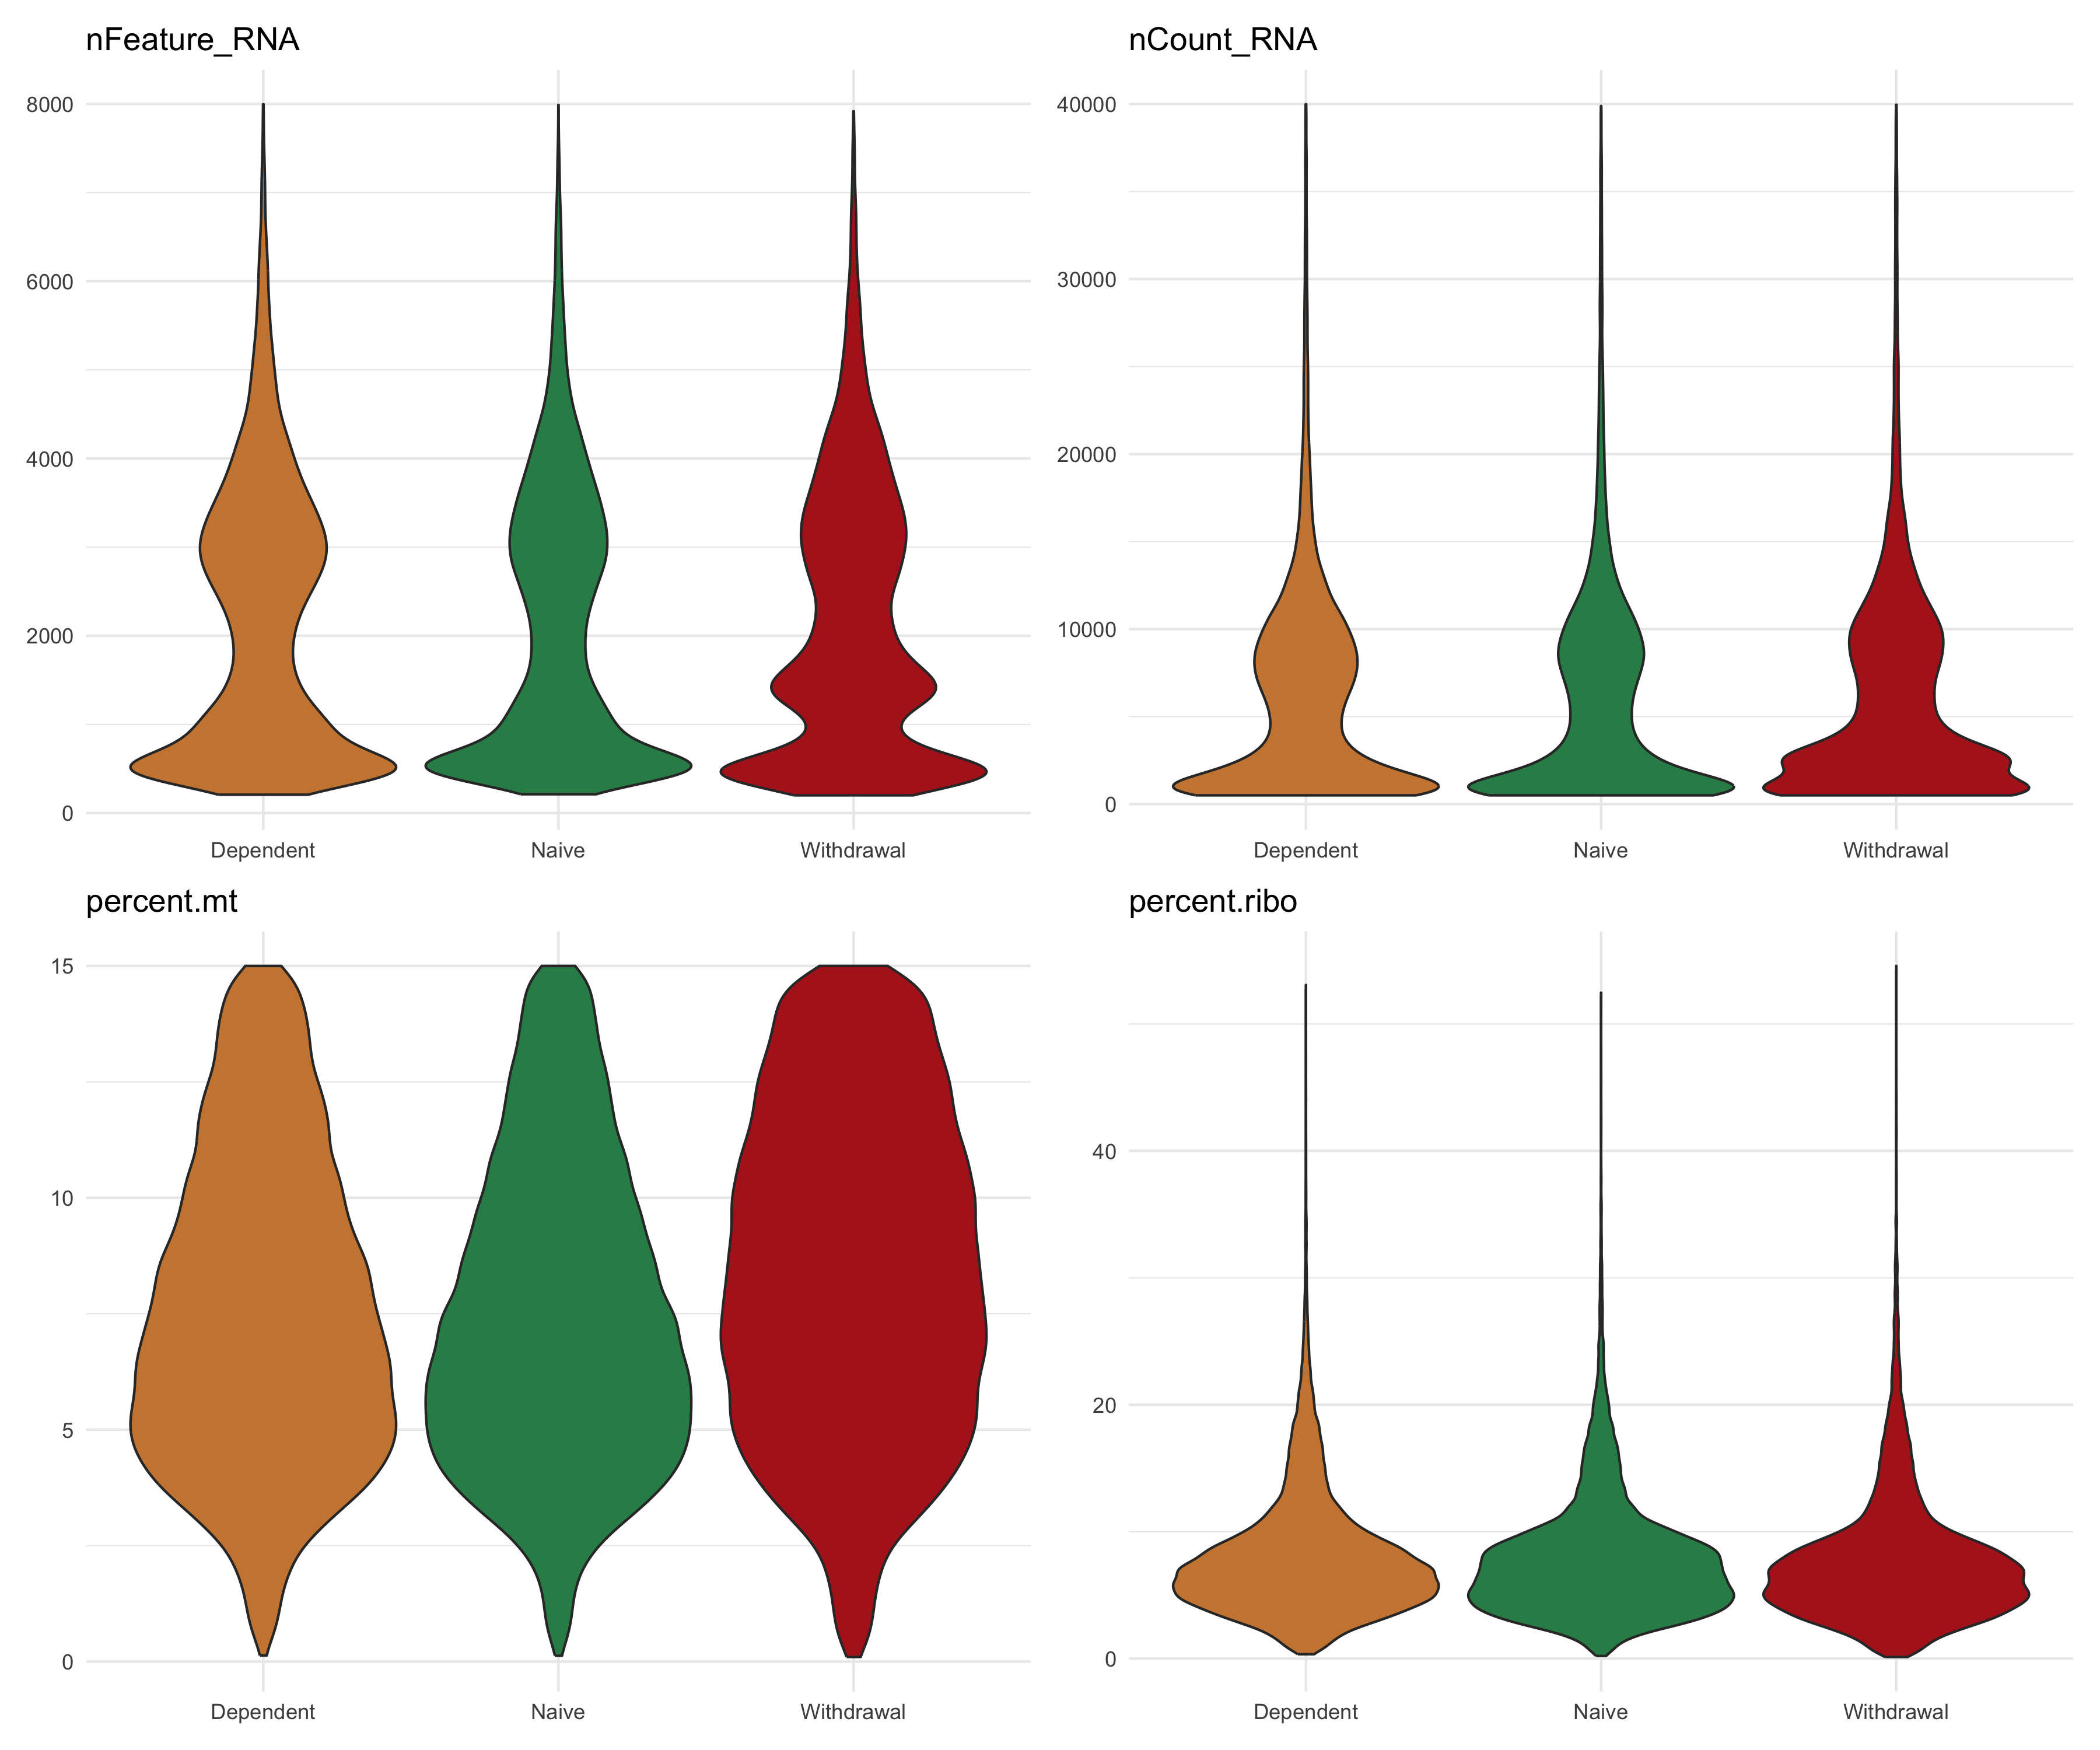 nFeature_RNA
8000
6000
4000
2000
0
Dependent Naive Withdrawal
nCount_RNA
40000
30000
20000
10000
0
Dependent Naive Withdrawal
percent.mt
15
10
5
0
Dependent Naive Withdrawal
percent.ribo
40
20
0
Dependent Naive Withdrawal